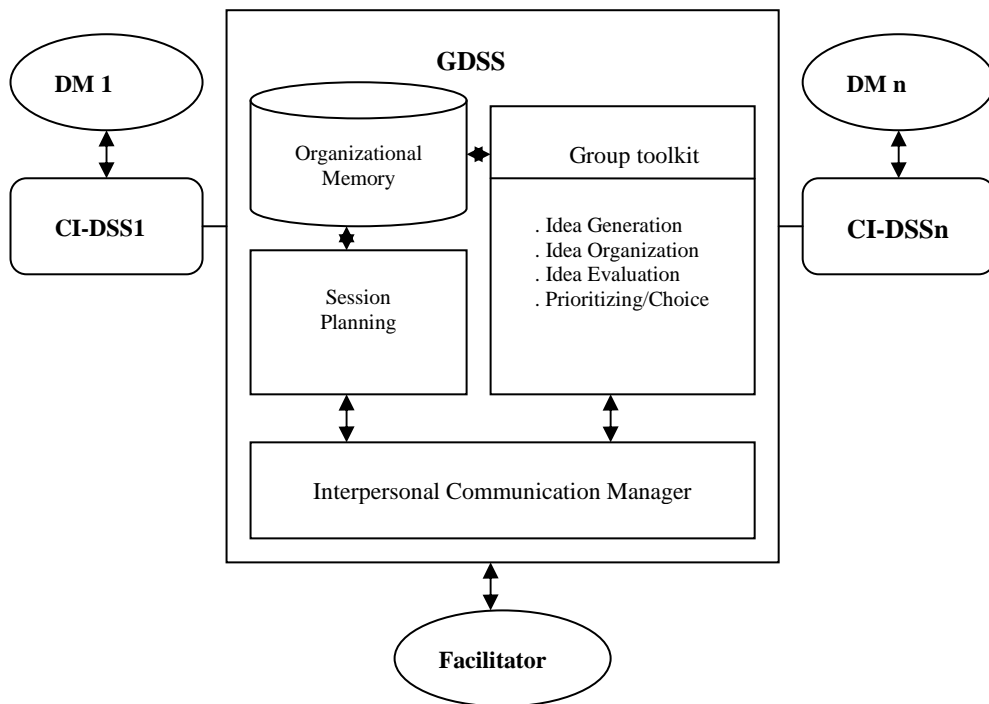 GDSS
DM 1
DM n
Organizational
Memory
Group toolkit
CI-DSS1
CI-DSSn
. Idea Generation
. Idea Organization
. Idea Evaluation
. Prioritizing/Choice
Session
Planning
Interpersonal Communication Manager
Facilitator